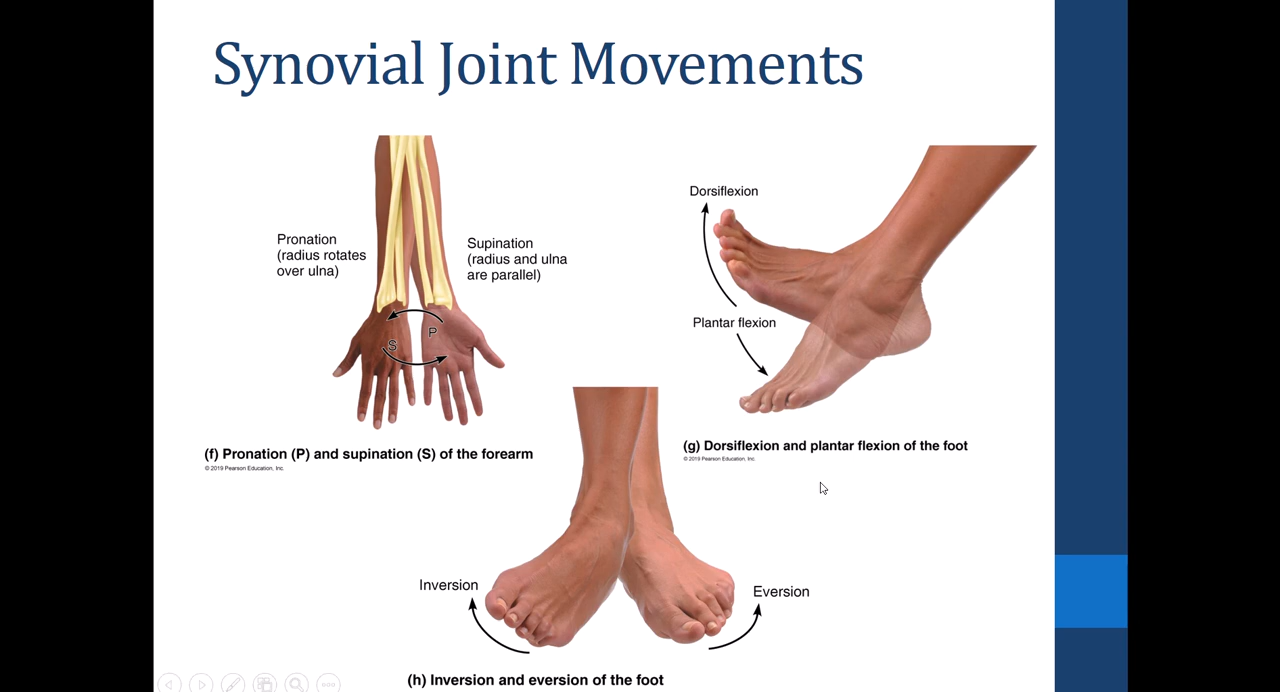 Synovial Joint Movements
Pronation
(radius rotates
over ulna)
Supination
(radius and ulna
are parallel)
P
S
(f) Pronation (P) and supination (S) of the forearm
© 2019 Pearson Education, Inc.
Dorsiflexion
Plantar flexion
(g) Dorsiflexion and plantar flexion of the foot
© 2019 Pearson Education, Inc.
Inversion
Eversion
(h) Inversion and eversion of the foot